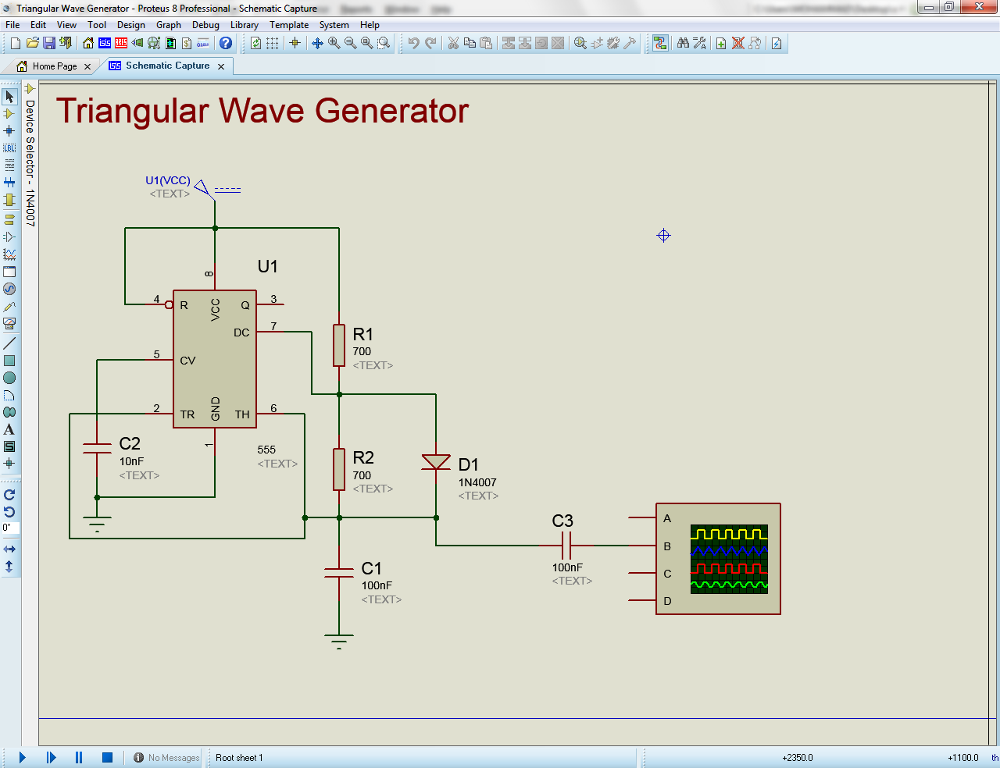 Triangular Wave Generator - Proteus 8 Professional - Schematic Capture
File Edit View Tool Design Graph Debug Library Template System Help
Home Page Schematic Capture
Device Selector - 1N4007
Triangular Wave Generator
U1(VCC)
<TEXT>
U1
8
4 R VCC Q 3
DC 7
5 CV
2 TR GND TH 6
1
555
<TEXT>
R1
700
<TEXT>
C2
10nF
<TEXT>
R2
700
<TEXT>
D1
1N4007
<TEXT>
C1
100nF
<TEXT>
C3
100nF
<TEXT>
A
B
C
D
LBL
A
S
0°
No Messages Root sheet 1 +2350.0 +1100.0 th